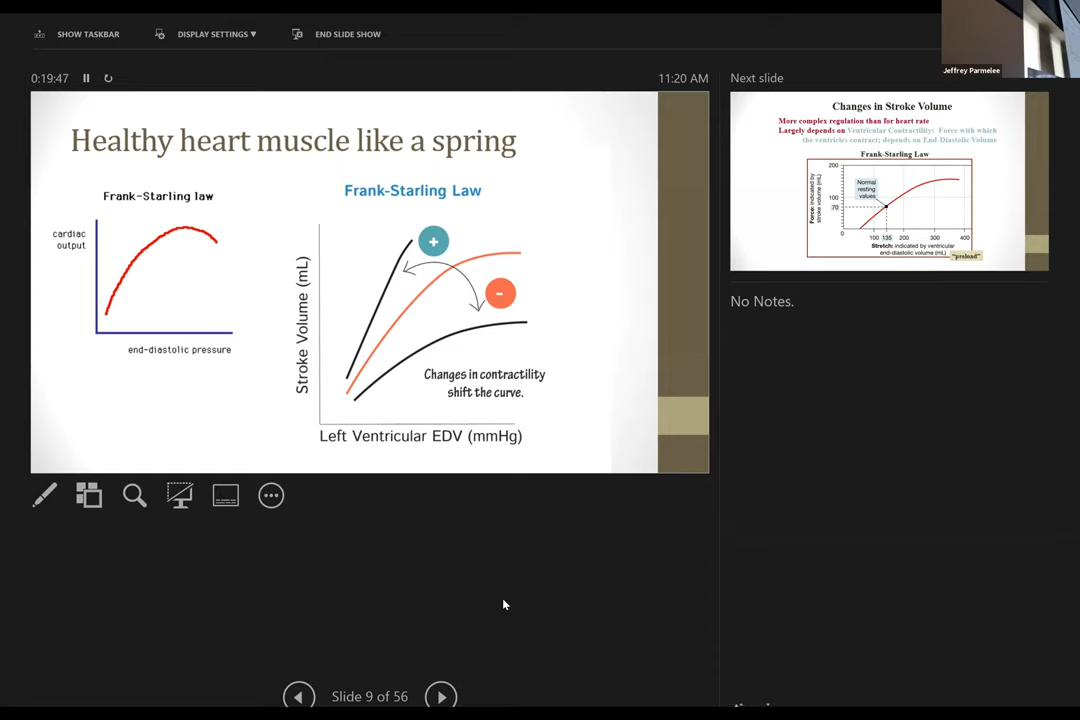 SHOW TASKBAR
DISPLAY SETTINGS ▼
END SLIDE SHOW
Jeffrey Parmelee
0:19:47
11:20 AM
Healthy heart muscle like a spring
Frank-Starling law
cardiac
output
end-diastolic pressure
Frank-Starling Law
+
-
Stroke Volume (mL)
Changes in contractility
shift the curve.
Left Ventricular EDV (mmHg)
Slide 9 of 56
Next slide
Changes in Stroke Volume
More complex regulation than for heart rate
Largely depends on Ventricular Contractility: Force with which
the ventricles contract; depends on End-Diastolic Volume
Frank-Starling Law
200
100
70
0
Force: indicated by
stroke volume (mL)
Normal
resting
values
100 135 200 300 400
Stretch: indicated by ventricular
end-diastolic volume (mL)
"preload"
No Notes.